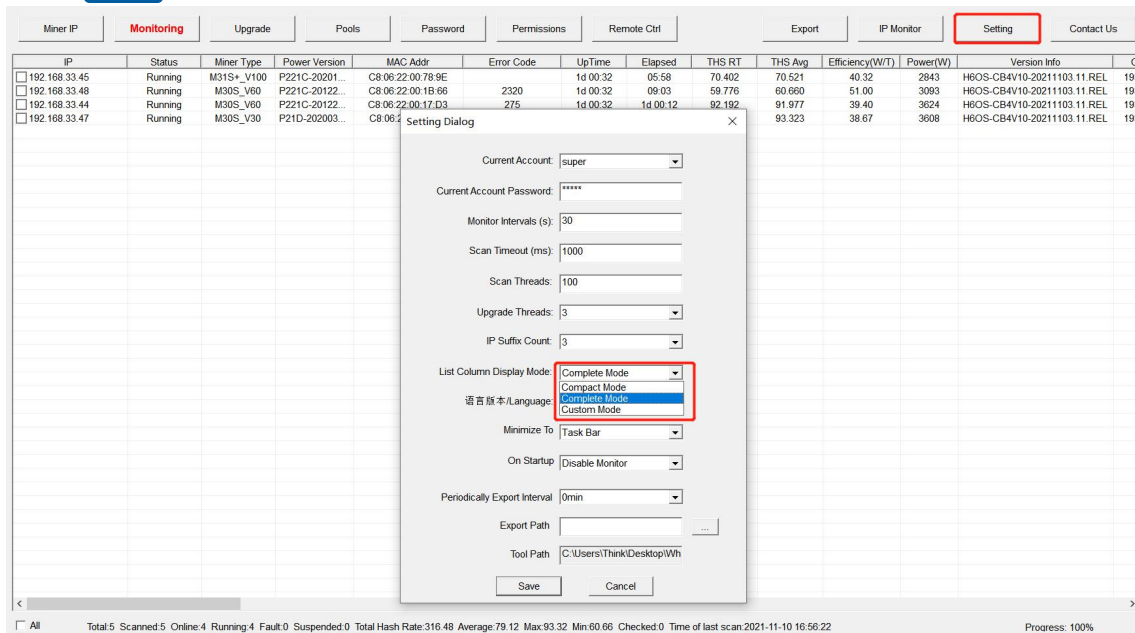 Miner IP Monitoring Upgrade Pools Password Permissions Remote Ctrl Export IP Monitor Setting Contact Us
IP Status Miner Type Power Version MAC Addr Error Code UpTime Elapsed THS RT THS Avg Efficiency(W/T) Power(W) Version Info
192.168.33.45 Running M31S+_V100 P221C-20201... C8:06:22:00:78:9E 1d 00:32 05:58 70.402 70.521 40.32 2843 H6OS-CB4V10-20211103.11.REL 19
192.168.33.48 Running M30S_V60 P221C-20122... C8:06:22:00:1B:66 2320 1d 00:32 09:03 59.776 60.660 51.00 3093 H6OS-CB4V10-20211103.11.REL 19
192.168.33.44 Running M30S_V60 P221C-20122... C8:06:22:00:17:D3 275 1d 00:32 1d 00:12 92.192 91.977 39.40 3624 H6OS-CB4V10-20211103.11.REL 19
192.168.33.47 Running M30S_V30 P21D-202003... C8:06:2 93.323 38.67 3608 H6OS-CB4V10-20211103.11.REL 19
Setting Dialog
Current Account: super
Current Account Password: *****
Monitor Intervals (s): 30
Scan Timeout (ms): 1000
Scan Threads: 100
Upgrade Threads: 3
IP Suffix Count: 3
List Column Display Mode: Complete Mode
Compact Mode
语言版本/Language: Complete Mode
Custom Mode
Minimize To Task Bar
On Startup Disable Monitor
Periodically Export Interval 0min
Export Path ...
Tool Path C:\Users\Think\Desktop\Wh
Save Cancel
All Total:5 Scanned:5 Online:4 Running:4 Fault:0 Suspended:0 Total Hash Rate:316.48 Average:79.12 Max:93.32 Min:60.66 Checked:0 Time of last scan:2021-11-10 16:56:22 Progress: 100%